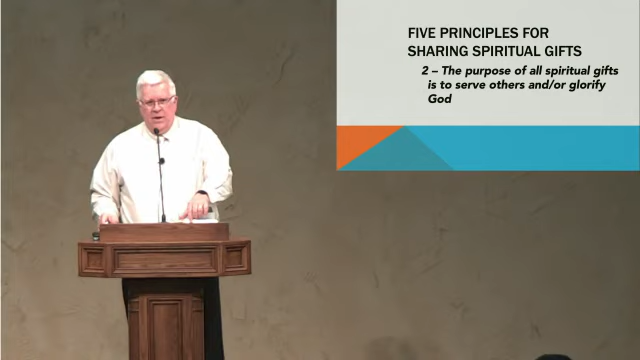 FIVE PRINCIPLES FOR
SHARING SPIRITUAL GIFTS
2 – The purpose of all spiritual gifts
is to serve others and/or glorify
God